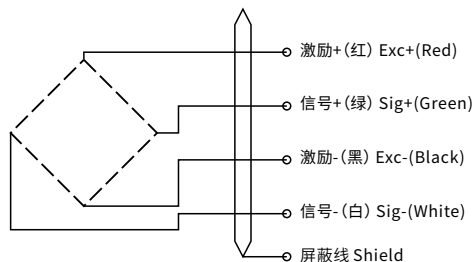 激励+（红） Exc+(Red)
信号+（绿） Sig+(Green)
激励-（黑） Exc-(Black)
信号-（白） Sig-(White)
屏蔽线 Shield